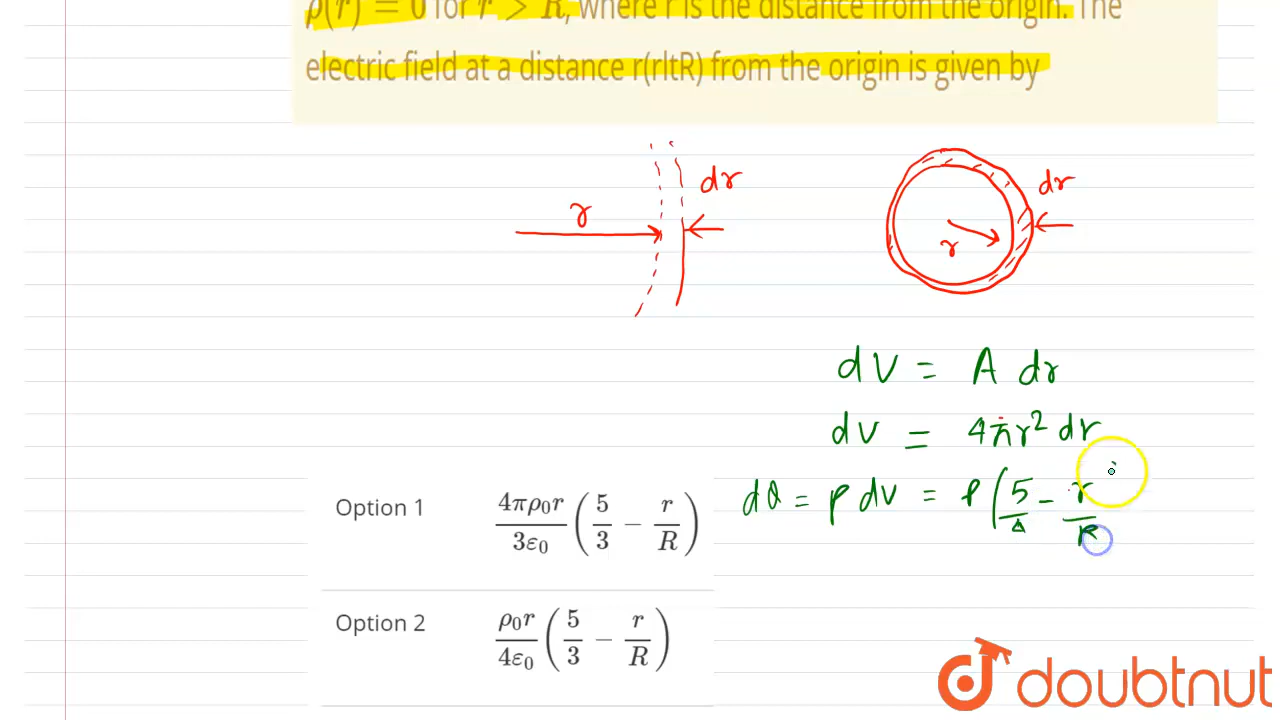 ρ(r) = 0 for r > R, where r is the distance from the origin. The
electric field at a distance r(rltR) from the origin is given by
r
dr
r
dr
dV = A dr
dV = 4πr² dr
dQ = ρ dV = ρ(5/4 - r/R
Option 1 4πρ₀r/3ε₀ (5/3 − r/R)
Option 2 ρ₀r/4ε₀ (5/3 − r/R)
doubtnut